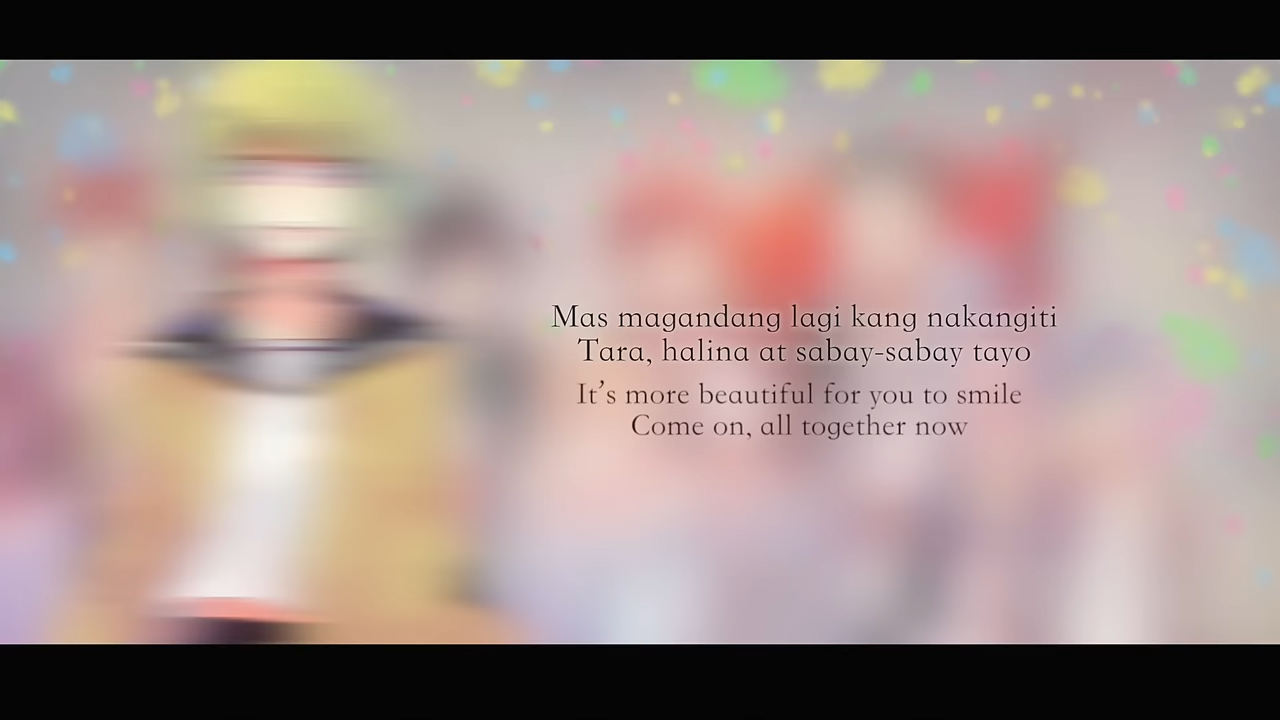 Mas magandang lagi kang nakangiti
Tara, halina at sabay-sabay tayo
It's more beautiful for you to smile
Come on, all together now